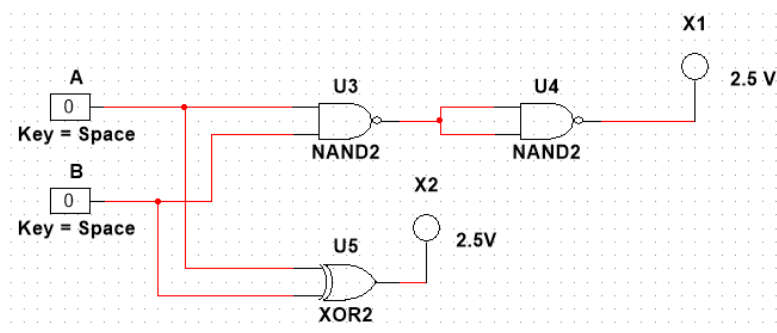 X1
A
U3
U4
2.5 V
0
Key = Space
NAND2
NAND2
B
X2
0
Key = Space
U5
2.5V
XOR2